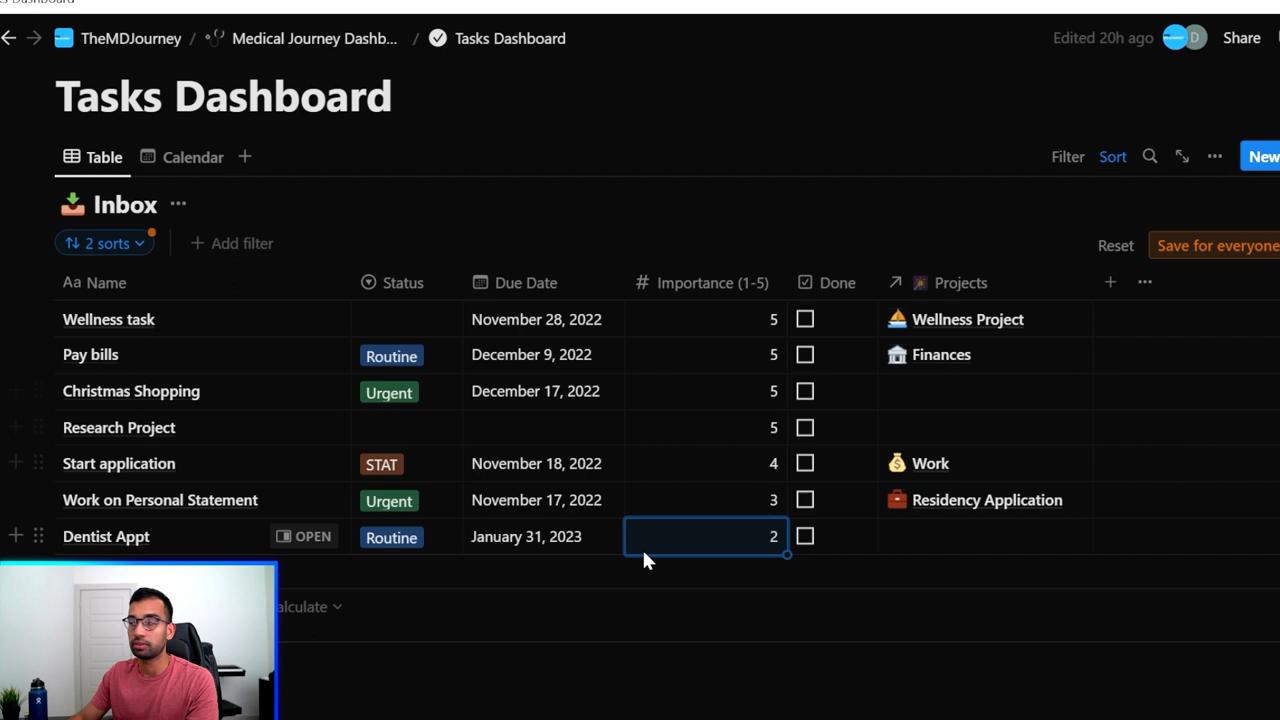 TheMDJourney / Medical Journey Dashb... / Tasks Dashboard Edited 20h ago D Share
Tasks Dashboard
Table Calendar Filter Sort New
Inbox
2 sorts Add filter Reset Save for everyone
Aa Name Status Due Date # Importance (1-5) Done Projects
Wellness task November 28, 2022 5 Wellness Project
Pay bills Routine December 9, 2022 5 Finances
Christmas Shopping Urgent December 17, 2022 5
Research Project 5
Start application STAT November 18, 2022 4 Work
Work on Personal Statement Urgent November 17, 2022 3 Residency Application
Dentist Appt OPEN Routine January 31, 2023 2
alculate